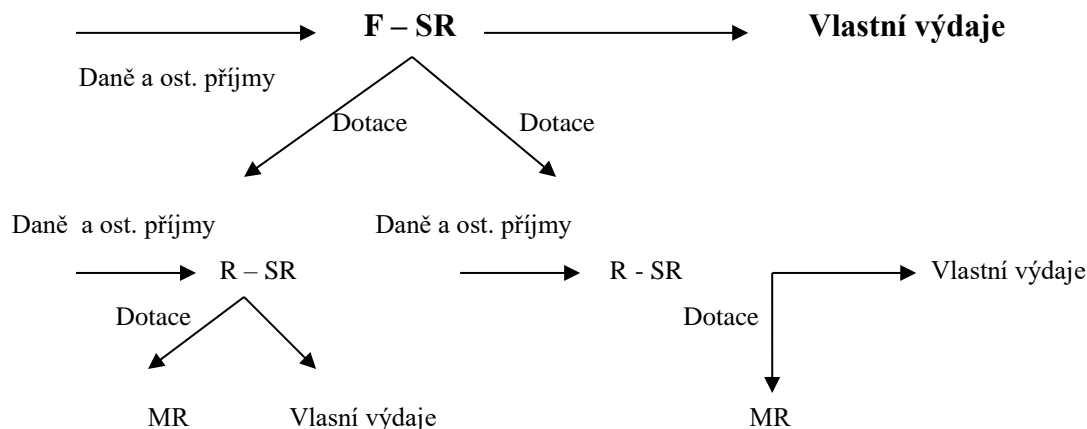 F – SR Vlastní výdaje
Daně a ost. příjmy
Dotace Dotace
Daně a ost. příjmy Daně a ost. příjmy
R – SR R - SR Vlastní výdaje
Dotace Dotace
MR Vlasní výdaje MR